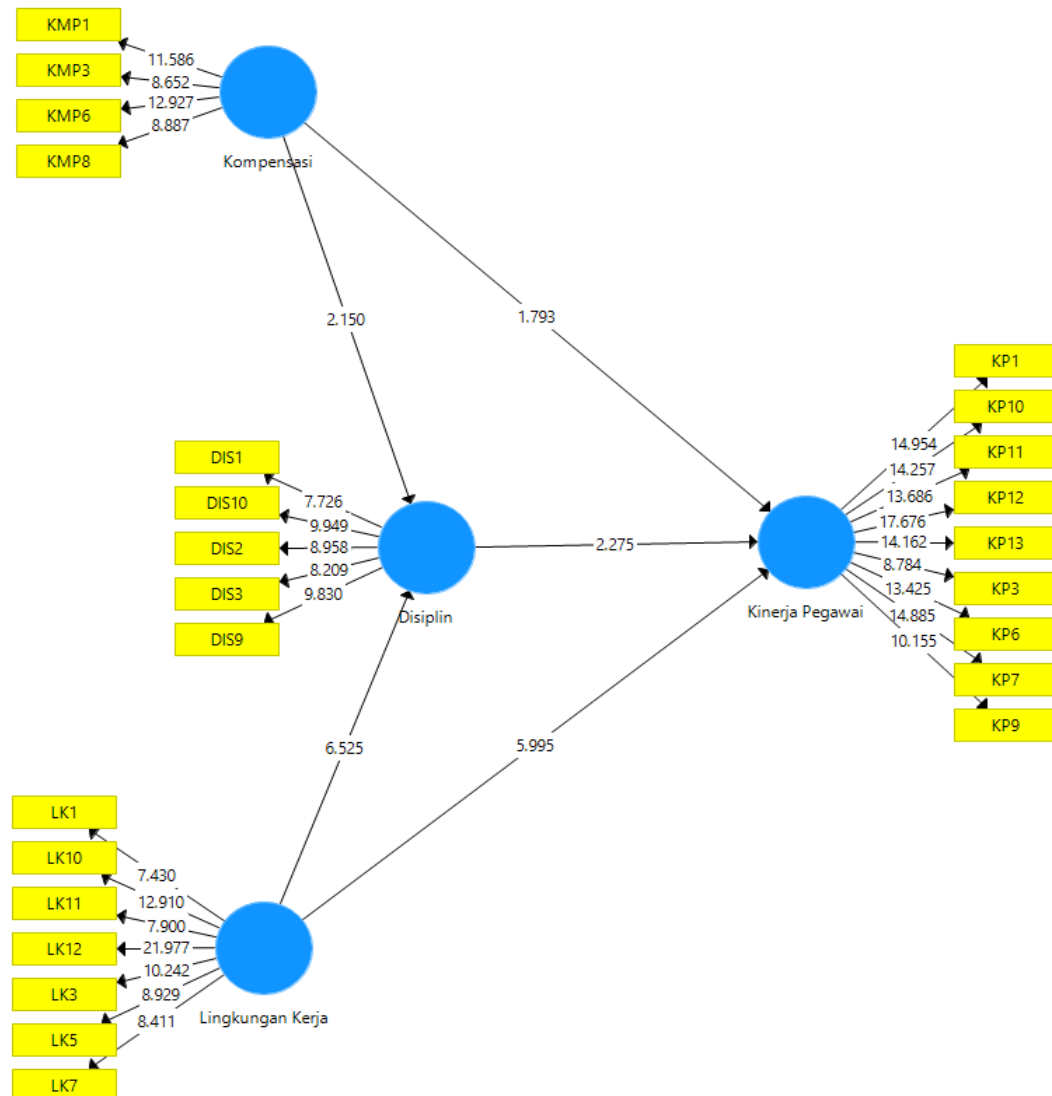 KMP1
KMP3
KMP6
KMP8
11.586
8.652
12.927
8.887
Kompensasi
2.150
1.793
DIS1
DIS10
DIS2
DIS3
DIS9
7.726
9.949
8.958
8.209
9.830
Disiplin
2.275
KP1
KP10
KP11
KP12
KP13
KP3
KP6
KP7
KP9
14.954
14.257
13.686
17.676
14.162
8.784
13.425
14.885
10.155
Kinerja Pegawai
6.525
5.995
LK1
LK10
LK11
LK12
LK3
LK5
LK7
7.430
12.910
7.900
21.977
10.242
8.929
8.411
Lingkungan Kerja